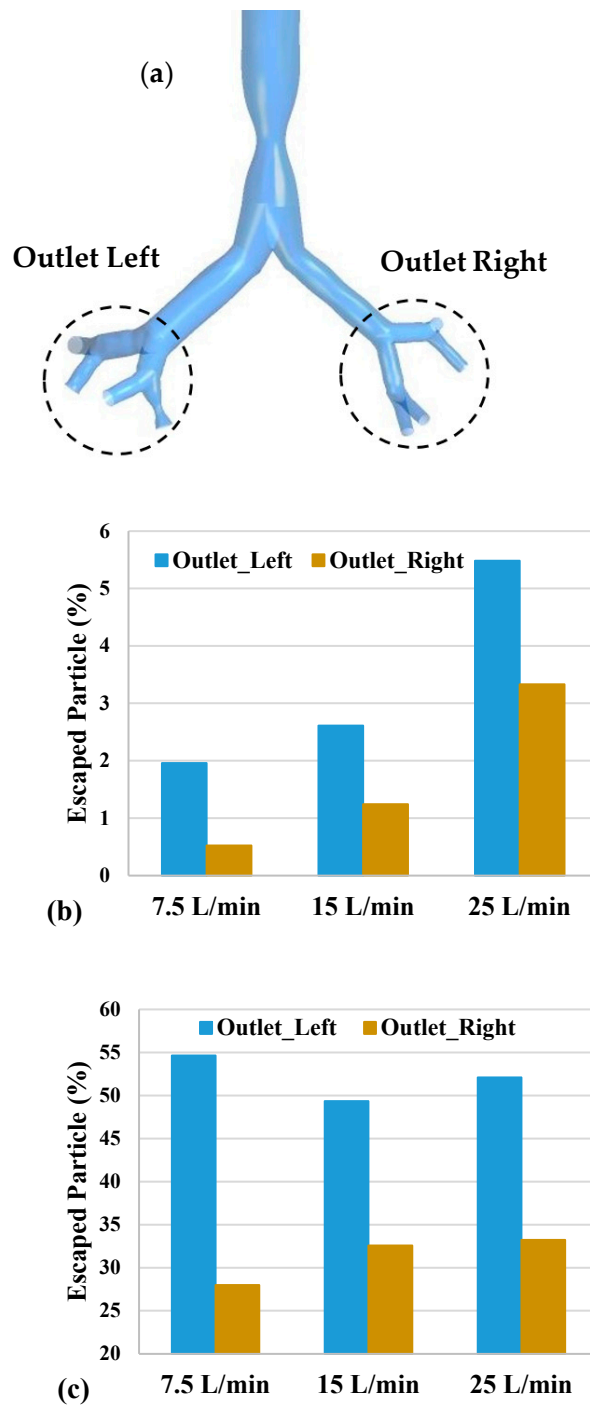 (a)
Outlet Left
Outlet Right
6
5
4
3
2
1
0
Escaped Particle (%)
Outlet_Left Outlet_Right
7.5 L/min 15 L/min 25 L/min
(b)
60
55
50
45
40
35
30
25
20
Escaped Particle (%)
Outlet_Left Outlet_Right
7.5 L/min 15 L/min 25 L/min
(c)